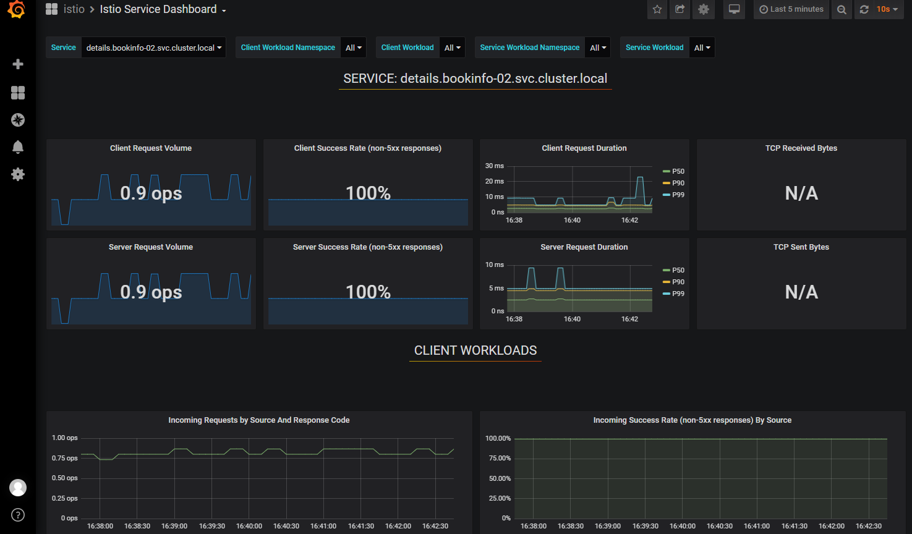 istio > Istio Service Dashboard
Last 5 minutes 10s
Service details.bookinfo-02.svc.cluster.local Client Workload Namespace All Client Workload All Service Workload Namespace All Service Workload All
SERVICE: details.bookinfo-02.svc.cluster.local
Client Request Volume
0.9 ops
Client Success Rate (non-5xx responses)
100%
Client Request Duration
30 ms
20 ms
10 ms
0 ns
16:38 16:40 16:42
P50
P90
P99
TCP Received Bytes
N/A
Server Request Volume
0.9 ops
Server Success Rate (non-5xx responses)
100%
Server Request Duration
10 ms
5 ms
0 ns
16:38 16:40 16:42
P50
P90
P99
TCP Sent Bytes
N/A
CLIENT WORKLOADS
Incoming Requests by Source And Response Code
1.00 ops
0.75 ops
0.50 ops
0.25 ops
0 ops
16:38:00 16:38:30 16:39:00 16:39:30 16:40:00 16:40:30 16:41:00 16:41:30 16:42:00 16:42:30
Incoming Success Rate (non-5xx responses) By Source
100.00%
75.00%
50.00%
25.00%
0%
16:38:00 16:38:30 16:39:00 16:39:30 16:40:00 16:40:30 16:41:00 16:41:30 16:42:00 16:42:30